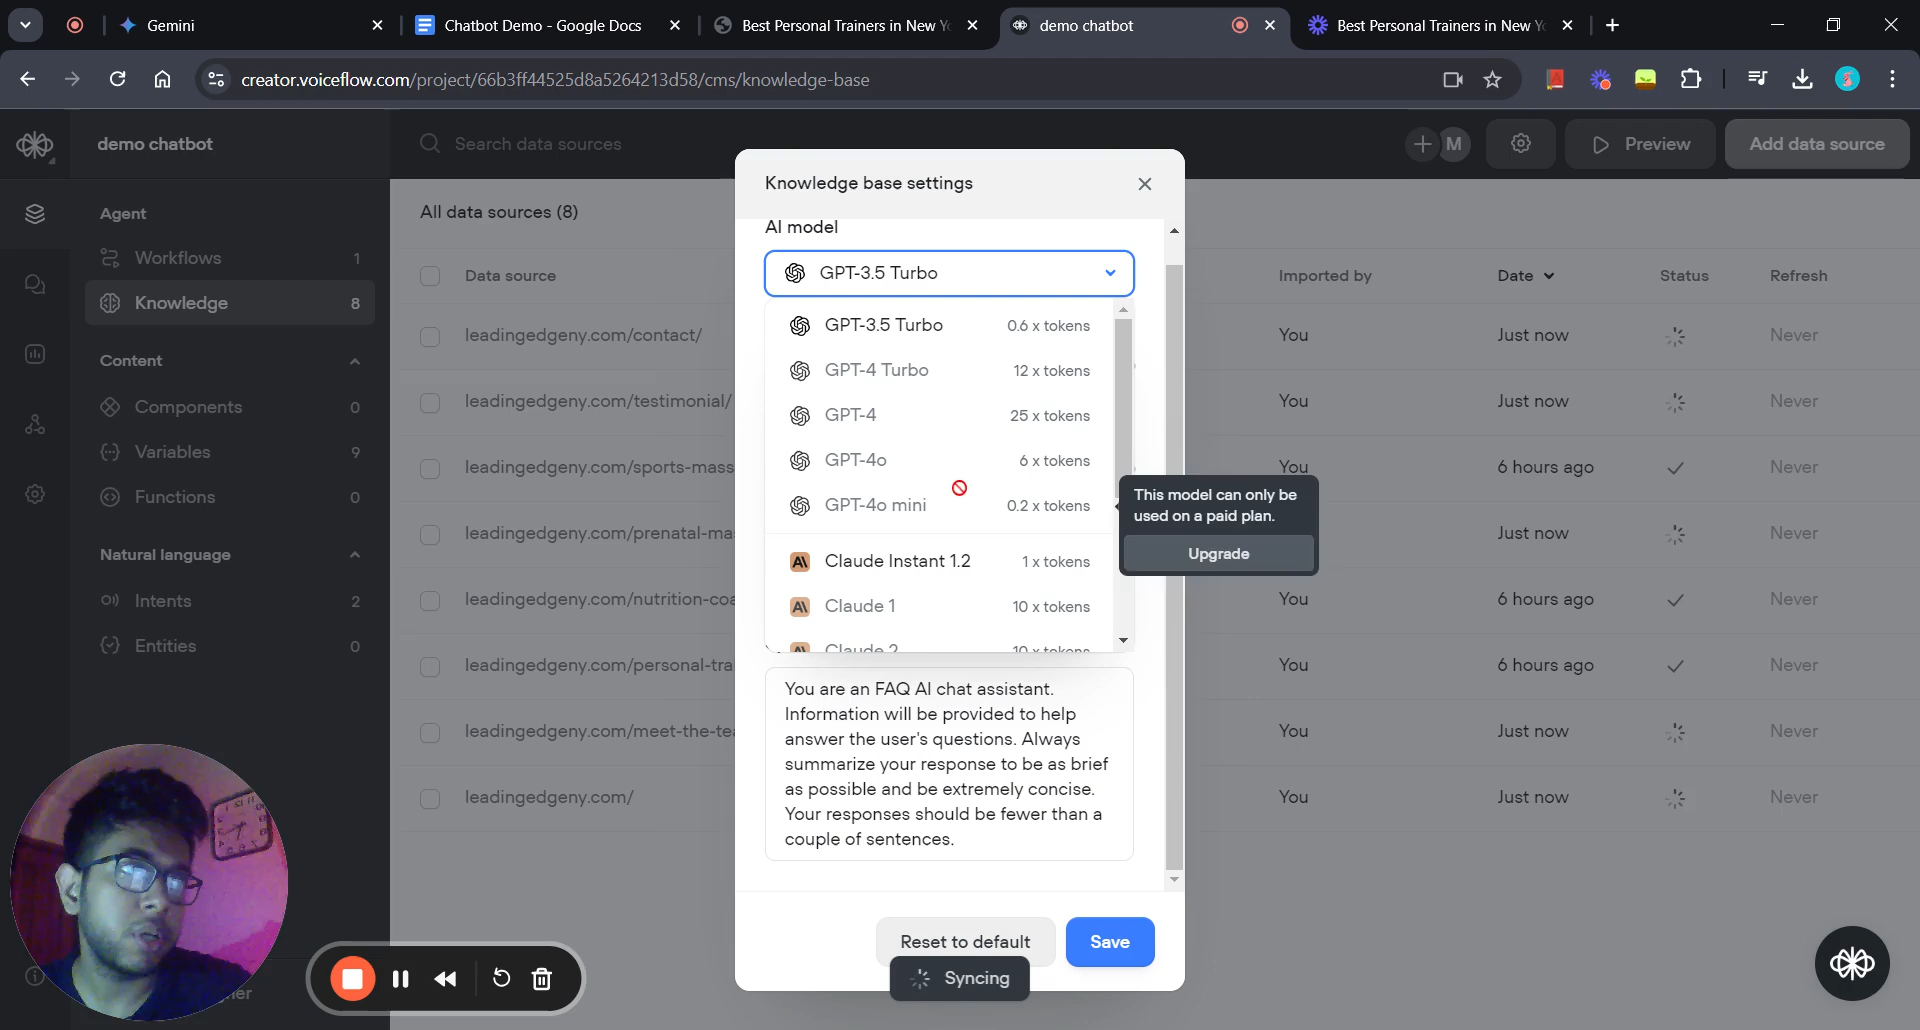 Gemini
Chatbot Demo - Google Docs
Best Personal Trainers in New Yo
demo chatbot
Best Personal Trainers in New Yo
creator.voiceflow.com/project/66b3ff44525d8a5264213d58/cms/knowledge-base
demo chatbot
Search data sources
M
Preview
Add data source
Agent
Workflows 1
Knowledge 8
Content
Components 0
Variables 9
Functions 0
Natural language
Intents 2
Entities 0
All data sources (8)
Data source
Imported by
Date
Status
Refresh
leadingedgeny.com/contact/
You
Just now
Never
leadingedgeny.com/testimonial/
You
Just now
Never
leadingedgeny.com/sports-mass
You
6 hours ago
Never
leadingedgeny.com/prenatal-ma
Just now
Never
leadingedgeny.com/nutrition-coa
You
6 hours ago
Never
leadingedgeny.com/personal-tra
You
6 hours ago
Never
leadingedgeny.com/meet-the-te
You
Just now
Never
leadingedgeny.com/
You
Just now
Never
Knowledge base settings
AI model
GPT-3.5 Turbo
GPT-3.5 Turbo 0.6 x tokens
GPT-4 Turbo 12 x tokens
GPT-4 25 x tokens
GPT-4o 6 x tokens
GPT-4o mini 0.2 x tokens
Claude Instant 1.2 1 x tokens
Claude 1 10 x tokens
Claude 2 10 x tokens
This model can only be
used on a paid plan.
Upgrade
You are an FAQ AI chat assistant.
Information will be provided to help
answer the user's questions. Always
summarize your response to be as brief
as possible and be extremely concise.
Your responses should be fewer than a
couple of sentences.
Reset to default
Save
Syncing